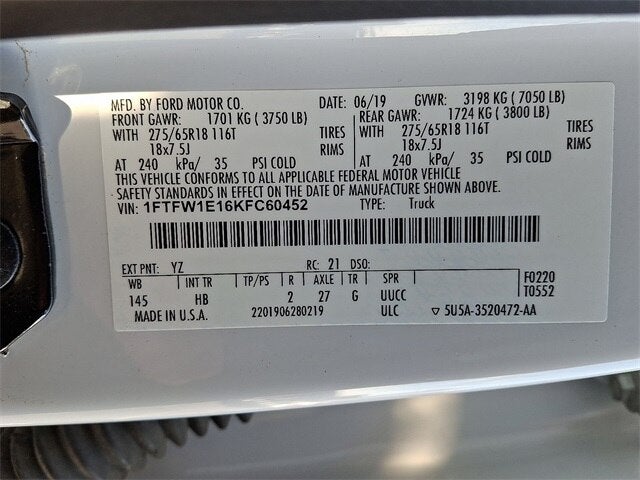 MFD. BY FORD MOTOR CO. DATE: 06/19 GVWR: 3198 KG ( 7050 LB)
FRONT GAWR: 1701 KG ( 3750 LB) REAR GAWR: 1724 KG ( 3800 LB)
WITH 275/65R18 116T TIRES WITH 275/65R18 116T TIRES
18x7.5J RIMS 18x7.5J RIMS
AT 240 kPa/ 35 PSI COLD AT 240 kPa/ 35 PSI COLD
THIS VEHICLE CONFORMS TO ALL APPLICABLE FEDERAL MOTOR VEHICLE
SAFETY STANDARDS IN EFFECT ON THE DATE OF MANUFACTURE SHOWN ABOVE.
VIN: 1FTFW1E16KFC60452 TYPE: Truck
EXT PNT: YZ RC: 21 DSO:
WB INT TR TP/PS R AXLE TR SPR F0220
145 HB 2 27 G UUCC T0552
MADE IN U.S.A. 2201906280219 ULC ▽ 5U5A-3520472-AA